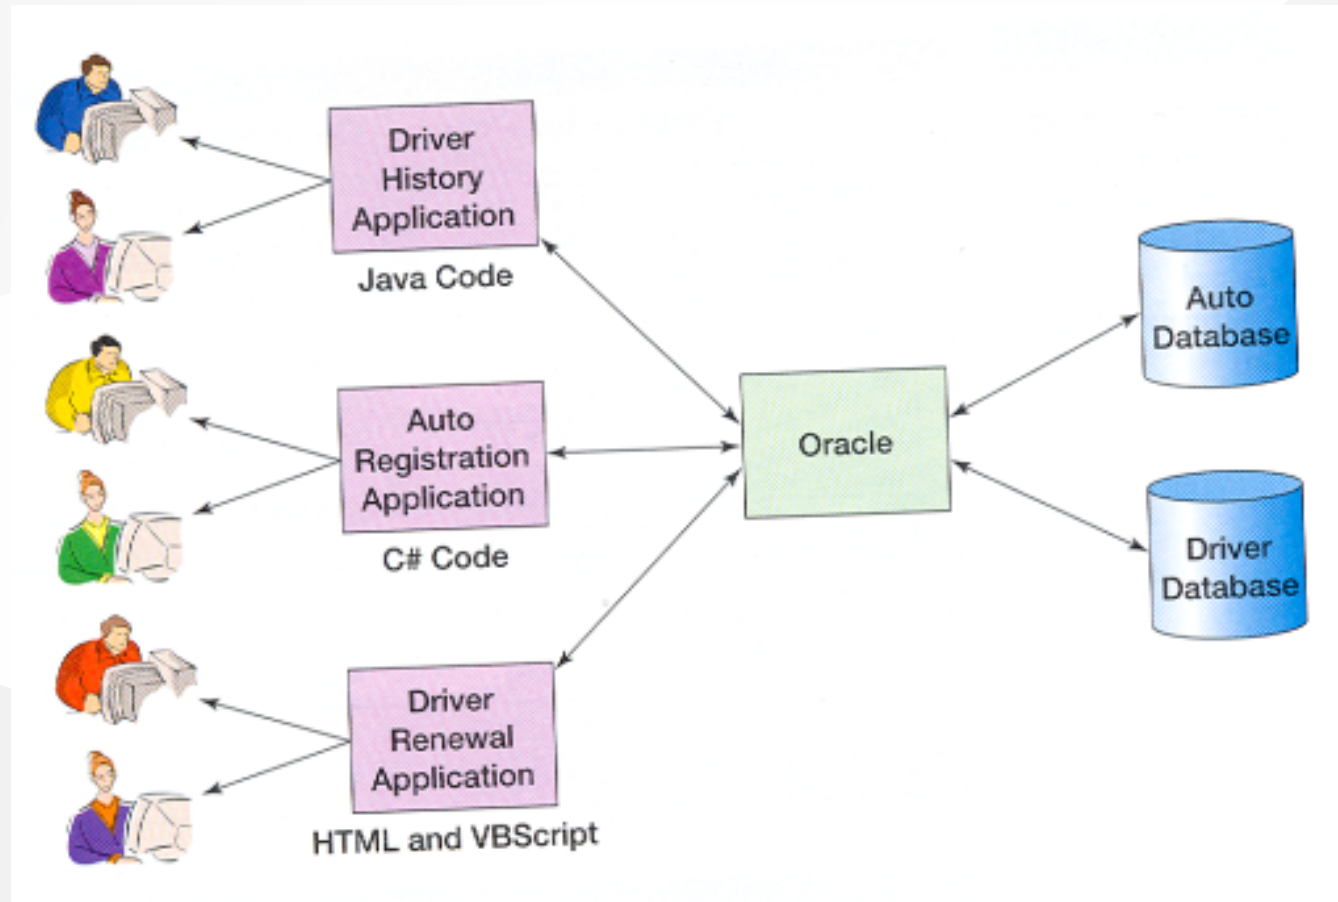 Driver
History
Application
Java Code
Auto
Registration
Application
C# Code
Driver
Renewal
Application
HTML and VBScript
Oracle
Auto
Database
Driver
Database